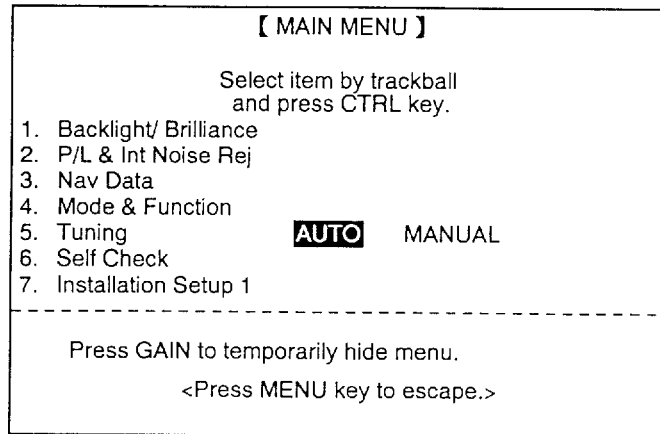 【 MAIN MENU 】
Select item by trackball
and press CTRL key.
1. Backlight/ Brilliance
2. P/L & Int Noise Rej
3. Nav Data
4. Mode & Function
5. Tuning AUTO MANUAL
6. Self Check
7. Installation Setup 1
Press GAIN to temporarily hide menu.
<Press MENU key to escape.>